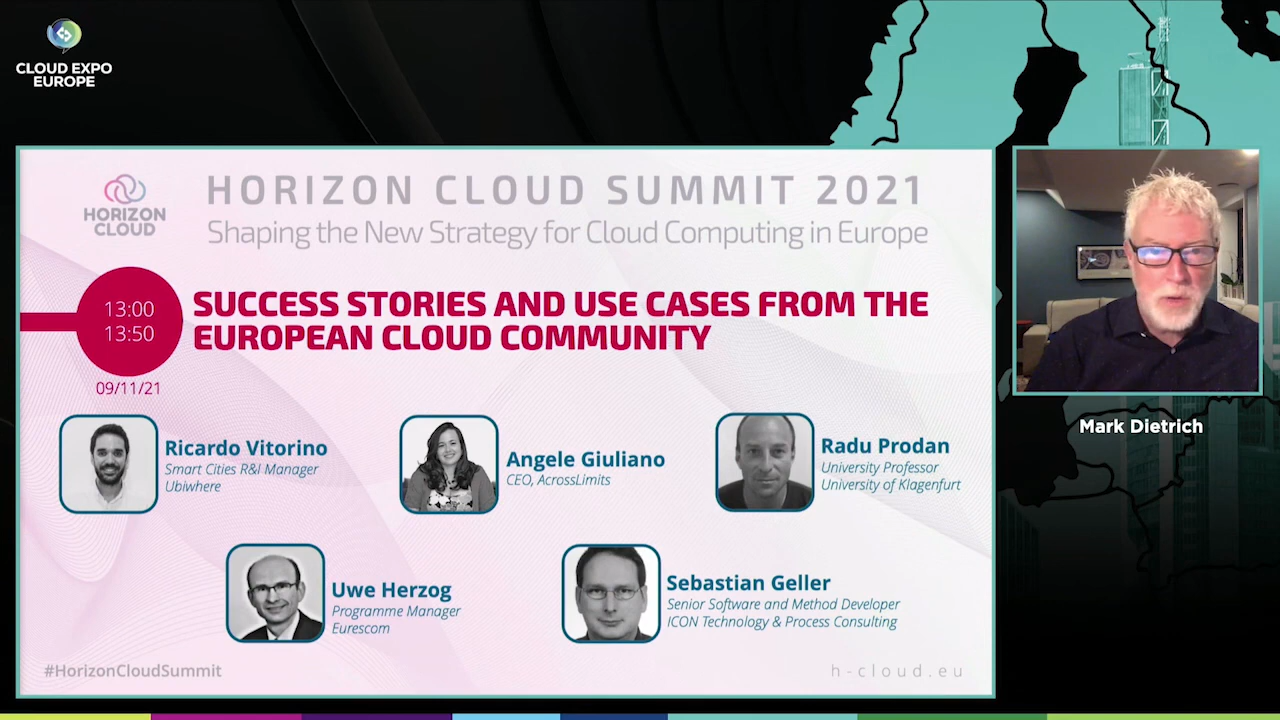 CLOUD EXPO
EUROPE
HORIZON
CLOUD
HORIZON CLOUD SUMMIT 2021
Shaping the New Strategy for Cloud Computing in Europe
13:00
13:50
09/11/21
SUCCESS STORIES AND USE CASES FROM THE
EUROPEAN CLOUD COMMUNITY
Ricardo Vitorino
Smart Cities R&I Manager
Ubiwhere
Angele Giuliano
CEO, AcrossLimits
Radu Prodan
University Professor
University of Klagenfurt
Uwe Herzog
Programme Manager
Eurescom
Sebastian Geller
Senior Software and Method Developer
ICON Technology & Process Consulting
#HorizonCloudSummit
h-cloud.eu
Mark Dietrich